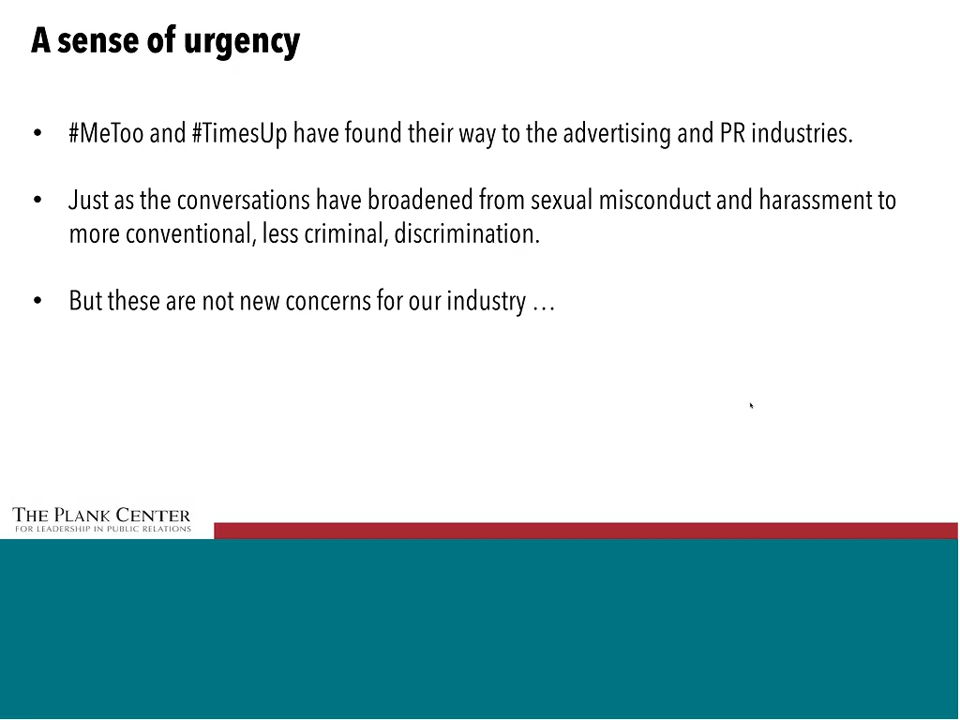 A sense of urgency
• #MeToo and #TimesUp have found their way to the advertising and PR industries.
• Just as the conversations have broadened from sexual misconduct and harassment to
more conventional, less criminal, discrimination.
• But these are not new concerns for our industry …
THE PLANK CENTER
FOR LEADERSHIP IN PUBLIC RELATIONS